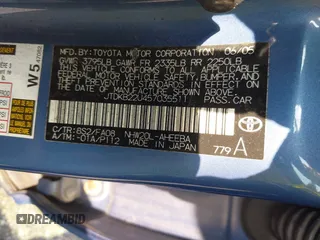 MFD. BY: TOYOTA MOTOR CORPORATION 06/05
GVWR 3795LB GAWR FR 2335LB RR 2250LB
THIS VEHICLE CONFORMS TO ALL APPLICABLE
FEDERAL MOTOR VEHICLE SAFETY, BUMPER, AND
THEFT PREVENTION STANDARDS IN EFFECT ON
THE DATE OF MANUFACTURE SHOWN ABOVE.
JTDKB22U457035511 PASS.CAR
C/TR:8S2/FA08 NHW20L-AHEEBA
A/TM:-01A/P112 MADE IN JAPAN
779 A
W5
DREAMBID